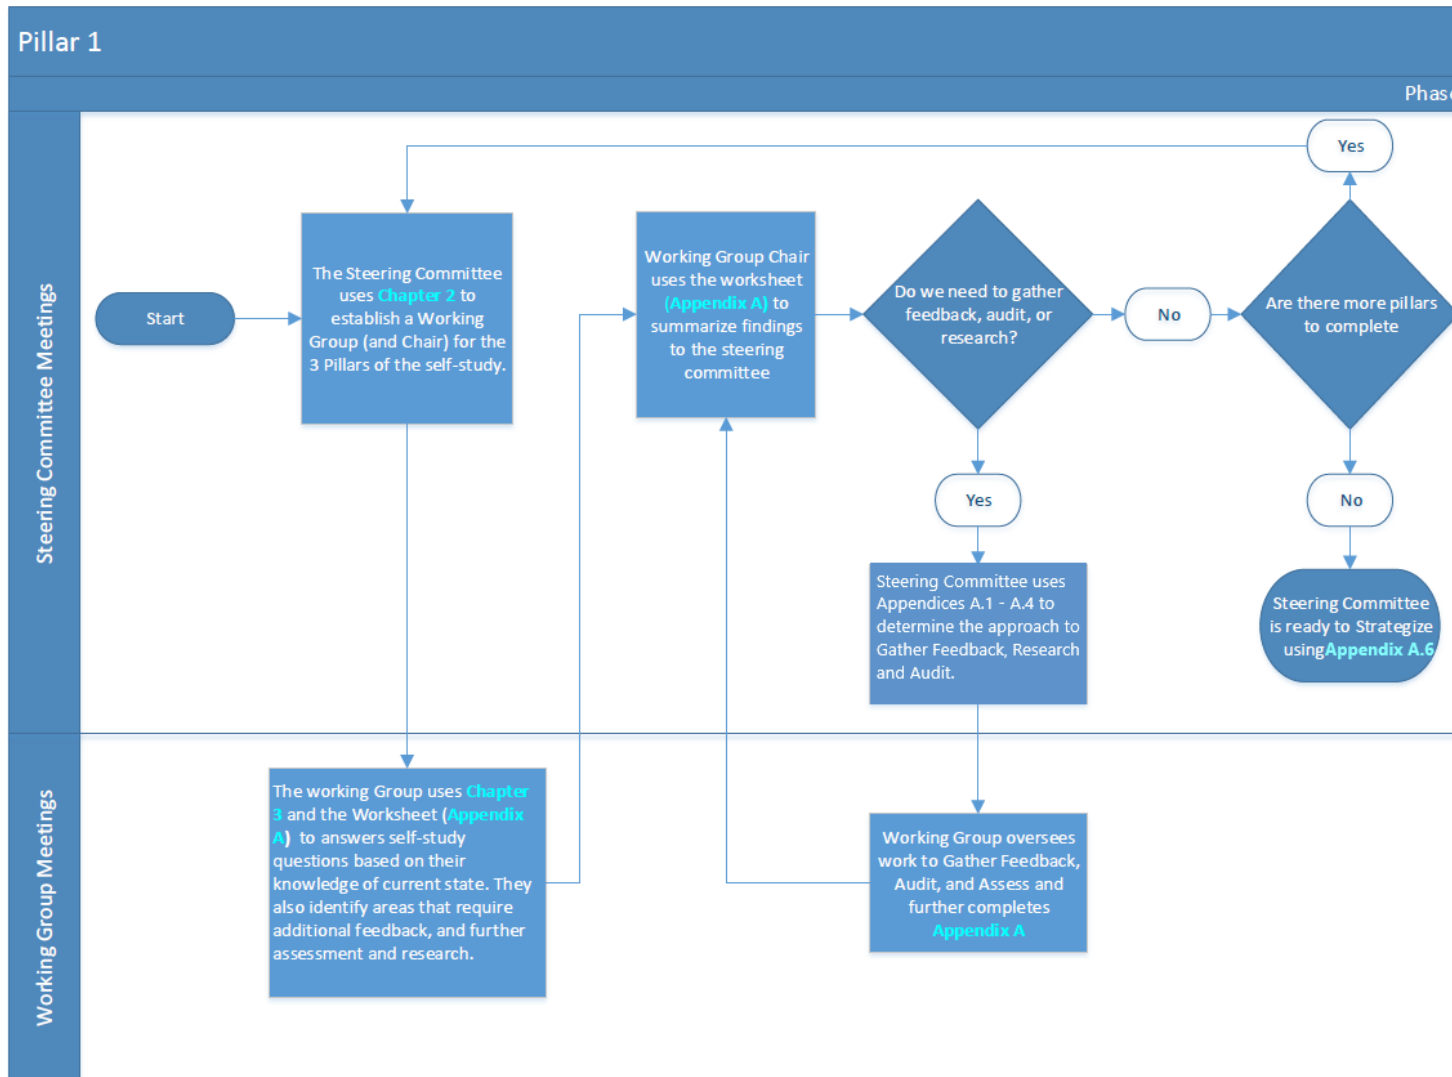 Pillar 1
Phase
Steering Committee Meetings
Start
The Steering Committee
uses Chapter 2 to
establish a Working
Group (and Chair) for the
3 Pillars of the self-study.
Working Group Chair
uses the worksheet
(Appendix A) to
summarize findings
to the steering
committee
Do we need to gather
feedback, audit, or
research?
No
Yes
Are there more pillars
to complete
Yes
No
Steering Committee uses
Appendices A.1 - A.4 to
determine the approach to
Gather Feedback, Research
and Audit.
Steering Committee
is ready to Strategize
usingAppendix A.6
Working Group Meetings
The working Group uses Chapter
3 and the Worksheet (Appendix
A)  to answers self-study
questions based on their
knowledge of current state. They
also identify areas that require
additional feedback, and further
assessment and research.
Working Group oversees
work to Gather Feedback,
Audit, and Assess and
further completes
Appendix A